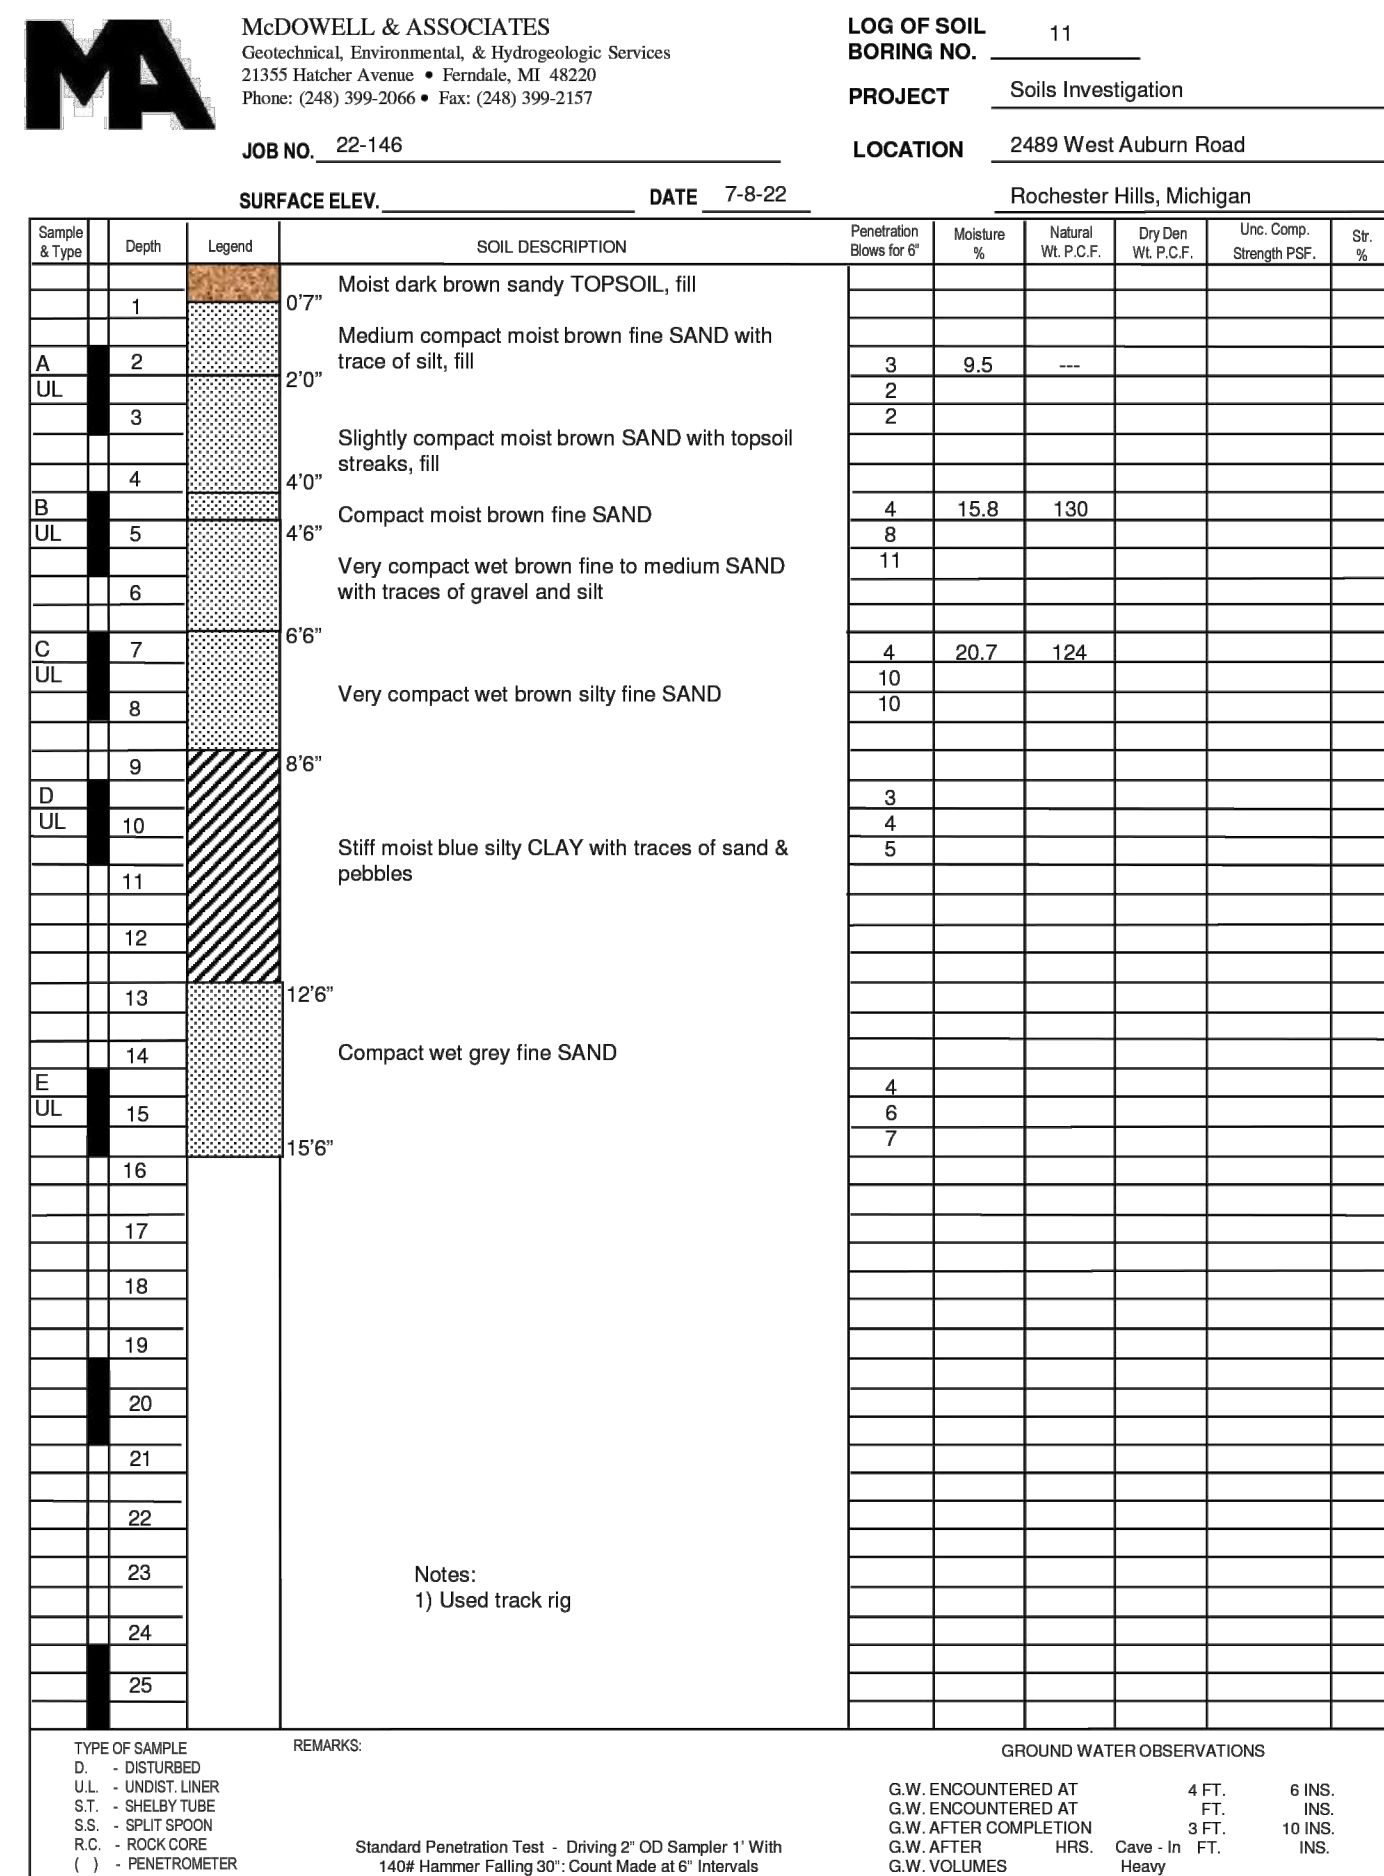 MA
McDOWELL & ASSOCIATES
Geotechnical, Environmental, & Hydrogeologic Services
21355 Hatcher Avenue • Ferndale, MI 48220
Phone: (248) 399-2066 • Fax: (248) 399-2157
LOG OF SOIL BORING NO. 11
PROJECT Soils Investigation
JOB NO. 22-146
LOCATION 2489 West Auburn Road
SURFACE ELEV. DATE 7-8-22
Rochester Hills, Michigan
Sample & Type Depth Legend SOIL DESCRIPTION Penetration Blows for 6" Moisture % Natural Wt. P.C.F. Dry Den Wt. P.C.F. Unc. Comp. Strength PSF. Str. %
Moist dark brown sandy TOPSOIL, fill
1 0'7"
Medium compact moist brown fine SAND with
trace of silt, fill
A 2 3 9.5 ---
2'0"
UL 2
3 2
Slightly compact moist brown SAND with topsoil
streaks, fill
4 4'0"
B Compact moist brown fine SAND 4 15.8 130
UL 5 4'6" 8
11
Very compact wet brown fine to medium SAND
6 with traces of gravel and silt
6'6"
C 7 4 20.7 124
UL 10
Very compact wet brown silty fine SAND
8 10
9 8'6"
D 3
UL 10 4
Stiff moist blue silty CLAY with traces of sand & 5
pebbles
11
12
13 12'6"
14 Compact wet grey fine SAND
E 4
UL 15 6
7
15'6"
16
17
18
19
20
21
22
23 Notes:
1) Used track rig
24
25
TYPE OF SAMPLE
D. - DISTURBED
U.L. - UNDIST. LINER
S.T. - SHELBY TUBE
S.S. - SPLIT SPOON
R.C. - ROCK CORE
( ) - PENETROMETER
REMARKS:
Standard Penetration Test - Driving 2" OD Sampler 1' With
140# Hammer Falling 30": Count Made at 6" Intervals
GROUND WATER OBSERVATIONS
G.W. ENCOUNTERED AT 4 FT. 6 INS.
G.W. ENCOUNTERED AT FT. INS.
G.W. AFTER COMPLETION 3 FT. 10 INS.
G.W. AFTER HRS. Cave - In FT. INS.
G.W. VOLUMES Heavy